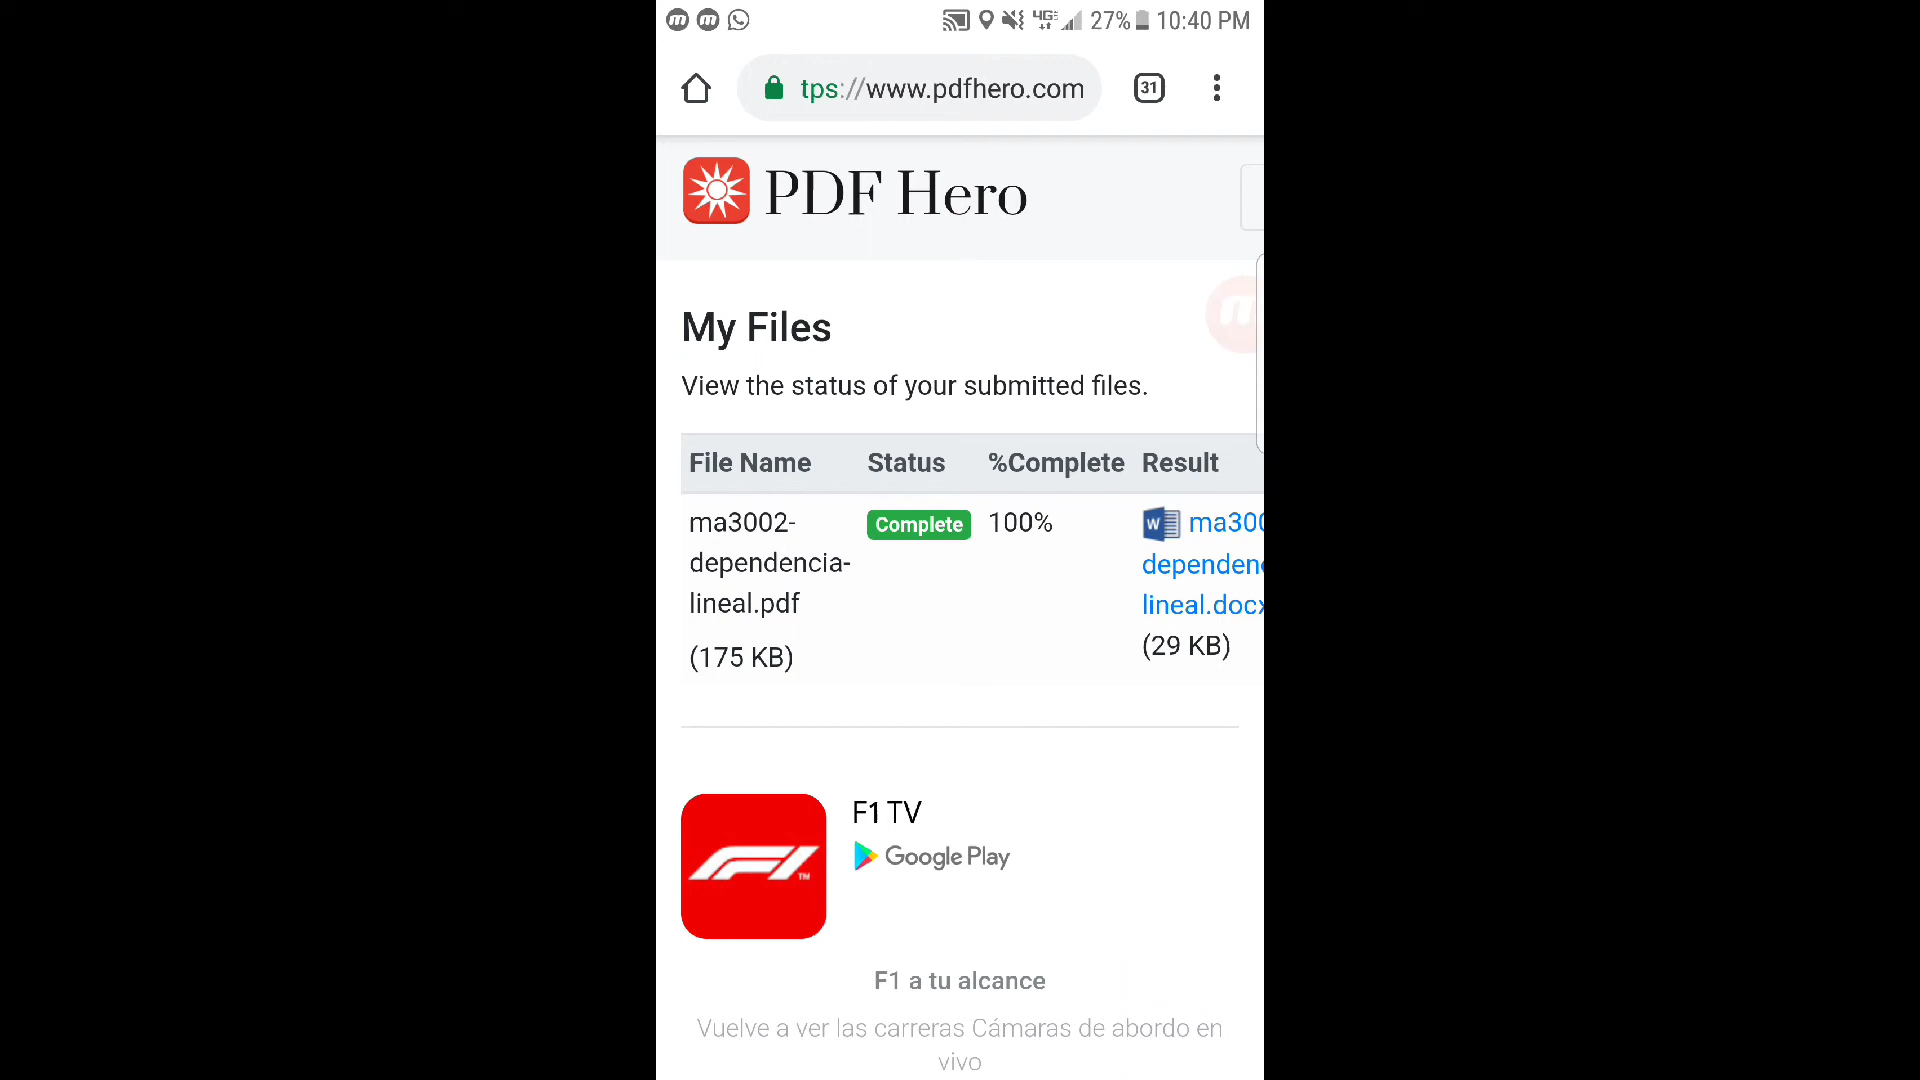 27% 10:40 PM
tps://www.pdfhero.com 31
PDF Hero
My Files
View the status of your submitted files.
File Name Status %Complete Result
ma3002- Complete 100% ma300
dependencia- dependenc
lineal.pdf lineal.docx
(175 KB) (29 KB)
F1 TV
Google Play
F1 a tu alcance
Vuelve a ver las carreras Cámaras de abordo en
vivo